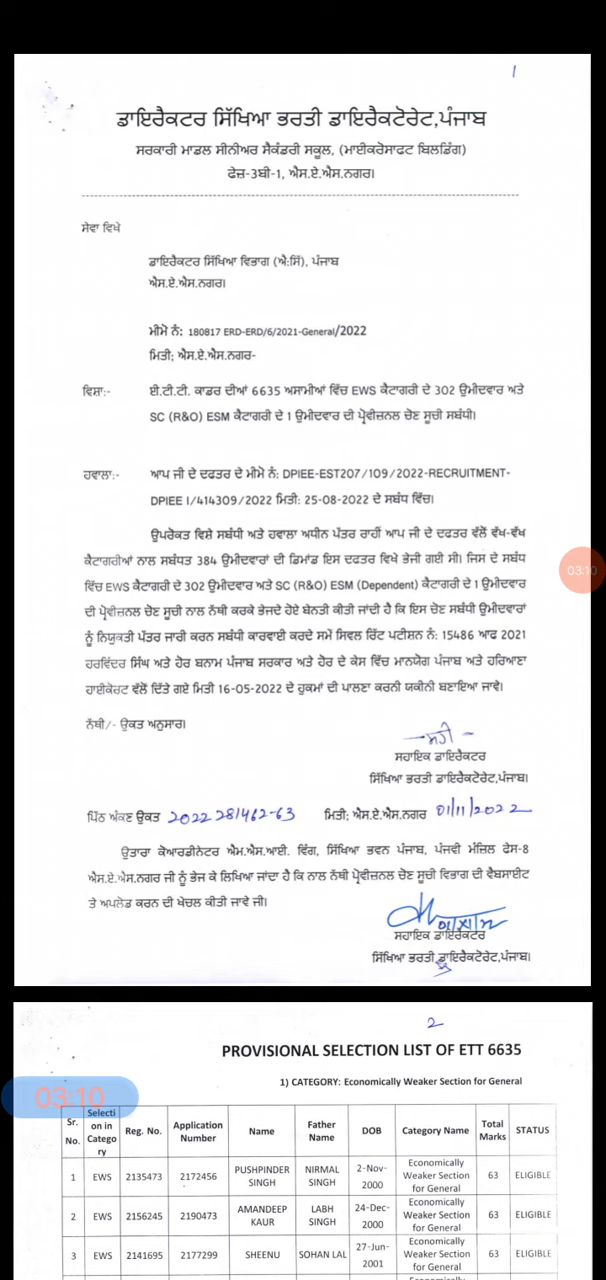 1
ਡਾਇਰੈਕਟਰ ਸਿੱਖਿਆ ਭਰਤੀ ਡਾਇਰੈਕਟੋਰੇਟ,ਪੰਜਾਬ
ਸਰਕਾਰੀ ਮਾਡਲ ਸੀਨੀਅਰ ਸੈਕੰਡਰੀ ਸਕੂਲ, (ਮਾਈਕਰੋਸਾਫਟ ਬਿਲਡਿੰਗ)
ਫੇਜ਼-3ਬੀ-1, ਐਸ.ਏ.ਐਸ.ਨਗਰ।
ਸੇਵਾ ਵਿਖੇ
ਡਾਇਰੈਕਟਰ ਸਿੱਖਿਆ ਵਿਭਾਗ (ਐ:ਸਿੱ), ਪੰਜਾਬ
ਐਸ.ਏ.ਐਸ.ਨਗਰ।
ਮੀਮੋ ਨੰ: 180817 ERD-ERD/6/2021-General/2022
ਮਿਤੀ; ਐਸ.ਏ.ਐਸ.ਨਗਰ-
ਵਿਸ਼ਾ:- ਈ.ਟੀ.ਟੀ. ਕਾਡਰ ਦੀਆਂ 6635 ਅਸਾਮੀਆਂ ਵਿੱਚ EWS ਕੈਟਾਗਰੀ ਦੇ 302 ਉਮੀਦਵਾਰ ਅਤੇ
SC (R&O) ESM ਕੈਟਾਗਰੀ ਦੇ 1 ਉਮੀਦਵਾਰ ਦੀ ਪ੍ਰੋਵੀਜ਼ਨਲ ਚੋਣ ਸੂਚੀ ਸਬੰਧੀ।
ਹਵਾਲਾ:- ਆਪ ਜੀ ਦੇ ਦਫਤਰ ਦੇ ਮੀਮੋ ਨੰ: DPIEE-EST207/109/2022-RECRUITMENT-
DPIEE I/414309/2022 ਮਿਤੀ: 25-08-2022 ਦੇ ਸਬੰਧ ਵਿੱਚ।
ਉਪਰੋਕਤ ਵਿਸ਼ੇ ਸਬੰਧੀ ਅਤੇ ਹਵਾਲਾ ਅਧੀਨ ਪੱਤਰ ਰਾਹੀਂ ਆਪ ਜੀ ਦੇ ਦਫਤਰ ਵੱਲੋਂ ਵੱਖ-ਵੱਖ
ਕੈਟਾਗਰੀਆਂ ਨਾਲ ਸਬੰਧਤ 384 ਉਮੀਦਵਾਰਾਂ ਦੀ ਡਿਮਾਂਡ ਇਸ ਦਫਤਰ ਵਿਖੇ ਭੇਜੀ ਗਈ ਸੀ। ਜਿਸ ਦੇ ਸਬੰਧ
ਵਿੱਚ EWS ਕੈਟਾਗਰੀ ਦੇ 302 ਉਮੀਦਵਾਰ ਅਤੇ SC (R&O) ESM (Dependent) ਕੈਟਾਗਰੀ ਦੇ 1 ਉਮੀਦਵਾਰ
ਦੀ ਪ੍ਰੋਵੀਜ਼ਨਲ ਚੋਣ ਸੂਚੀ ਨਾਲ ਨੱਥੀ ਕਰਕੇ ਭੇਜਦੇ ਹੋਏ ਬੇਨਤੀ ਕੀਤੀ ਜਾਂਦੀ ਹੈ ਕਿ ਇਸ ਚੋਣ ਸਬੰਧੀ ਉਮੀਦਵਾਰਾਂ
ਨੂੰ ਨਿਯੁਕਤੀ ਪੱਤਰ ਜਾਰੀ ਕਰਨ ਸਬੰਧੀ ਕਾਰਵਾਈ ਕਰਦੇ ਸਮੇਂ ਸਿਵਲ ਰਿੱਟ ਪਟੀਸ਼ਨ ਨੰ: 15486 ਆਫ 2021
ਹਰਵਿੰਦਰ ਸਿੰਘ ਅਤੇ ਹੋਰ ਬਨਾਮ ਪੰਜਾਬ ਸਰਕਾਰ ਅਤੇ ਹੋਰ ਦੇ ਕੇਸ ਵਿੱਚ ਮਾਨਯੋਗ ਪੰਜਾਬ ਅਤੇ ਹਰਿਆਣਾ
ਹਾਈਕੋਰਟ ਵੱਲੋਂ ਦਿੱਤੇ ਗਏ ਮਿਤੀ 16-05-2022 ਦੇ ਹੁਕਮਾਂ ਦੀ ਪਾਲਣਾ ਕਰਨੀ ਯਕੀਨੀ ਬਣਾਇਆ ਜਾਵੇ।
ਨੱਥੀ/- ਉਕਤ ਅਨੁਸਾਰ।
-ਸਹੀ-
ਸਹਾਇਕ ਡਾਇਰੈਕਟਰ
ਸਿੱਖਿਆ ਭਰਤੀ ਡਾਇਰੈਕਟੋਰੇਟ,ਪੰਜਾਬ।
ਪਿੱਠ ਅੰਕਣ ਉਕਤ 2022 281462-63 ਮਿਤੀ; ਐਸ.ਏ.ਐਸ.ਨਗਰ 01/11/2022
ਉਤਾਰਾ ਕੋਆਰਡੀਨੇਟਰ ਐਮ.ਐਸ.ਆਈ. ਵਿੰਗ, ਸਿੱਖਿਆ ਭਵਨ ਪੰਜਾਬ, ਪੰਜਵੀ ਮੰਜ਼ਿਲ ਫੇਸ-8
ਐਸ.ਏ.ਐਸ.ਨਗਰ ਜੀ ਨੂੰ ਭੇਜ ਕੇ ਲਿਖਿਆ ਜਾਂਦਾ ਹੈ ਕਿ ਨਾਲ ਨੱਥੀ ਪ੍ਰੋਵੀਜ਼ਨਲ ਚੋਣ ਸੂਚੀ ਵਿਭਾਗ ਦੀ ਵੈਬਸਾਈਟ
ਤੇ ਅਪਲੋਡ ਕਰਨ ਦੀ ਖੇਚਲ ਕੀਤੀ ਜਾਵੇ ਜੀ।
01/XI/22
ਸਹਾਇਕ ਡਾਇਰੈਕਟਰ
ਸਿੱਖਿਆ ਭਰਤੀ ਡਾਇਰੈਕਟੋਰੇਟ,ਪੰਜਾਬ।
03:10
2
PROVISIONAL SELECTION LIST OF ETT 6635
1) CATEGORY: Economically Weaker Section for General
03:10
Sr. No. Selection in Category Reg. No. Application Number Name Father Name DOB Category Name Total Marks STATUS
1 EWS 2135473 2172456 PUSHPINDER SINGH NIRMAL SINGH 2-Nov-2000 Economically Weaker Section for General 63 ELIGIBLE
2 EWS 2156245 2190473 AMANDEEP KAUR LABH SINGH 24-Dec-2000 Economically Weaker Section for General 63 ELIGIBLE
3 EWS 2141695 2177299 SHEENU SOHAN LAL 27-Jun-2001 Economically Weaker Section for General 63 ELIGIBLE